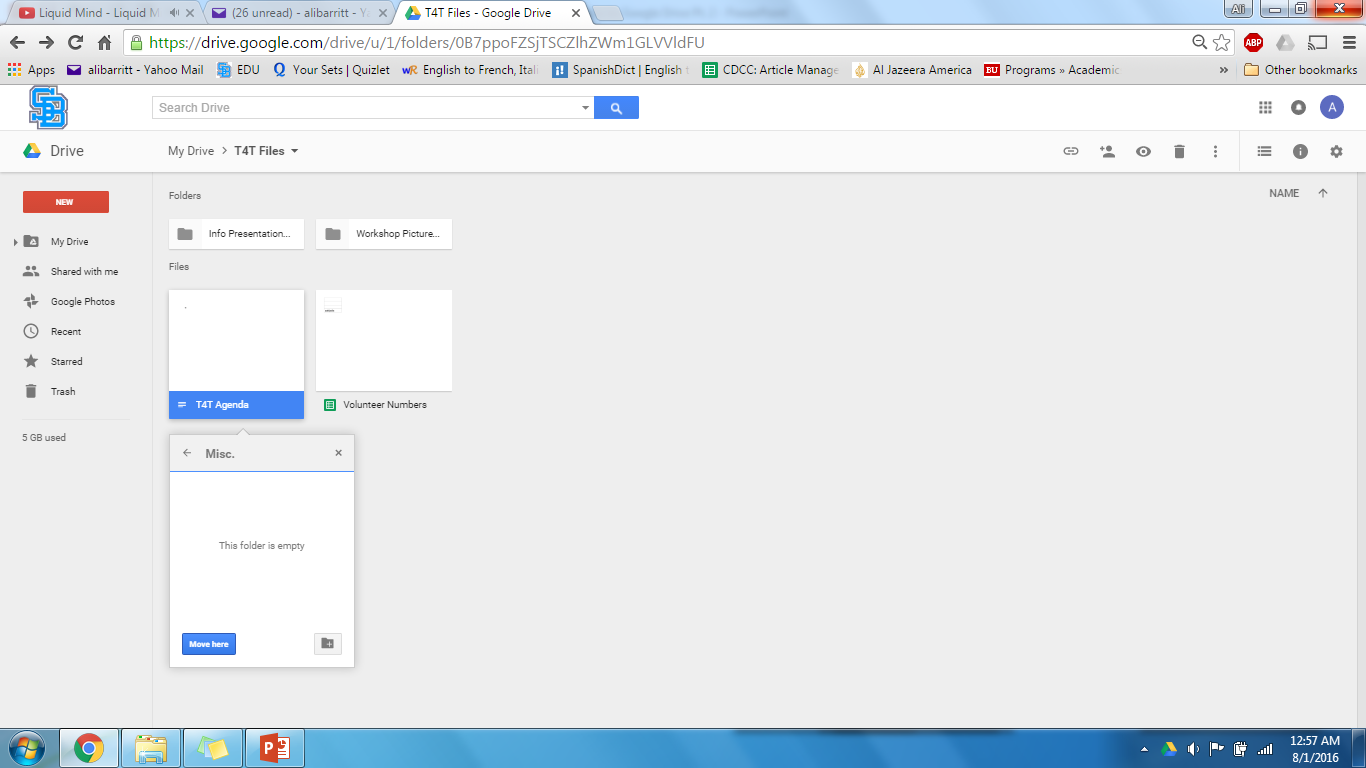 Liquid Mind - Liquid M
(26 unread) - alibarritt - Ya
T4T Files - Google Drive
Ali
https://drive.google.com/drive/u/1/folders/0B7ppoFZSjTSCZlhZWm1GLVVldFU
ABP
Apps
alibarritt - Yahoo Mail
EDU
Your Sets | Quizlet
English to French, Itali
SpanishDict | English t
CDCC: Article Manage
Al Jazeera America
BU
Programs » Academic
»
Other bookmarks
SB
Search Drive
A
Drive
My Drive > T4T Files
NEW
My Drive
Shared with me
Google Photos
Recent
Starred
Trash
5 GB used
Folders
NAME
Info Presentation...
Workshop Picture...
Files
T4T Agenda
Volunteer Numbers
Misc.
This folder is empty
Move here
12:57 AM
8/1/2016